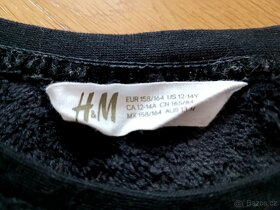 H&M
EUR 158/164 US 12-14Y
CA 12-14A CN 165/84
MX 158/164 AUS 13-14
Bazoš.cz